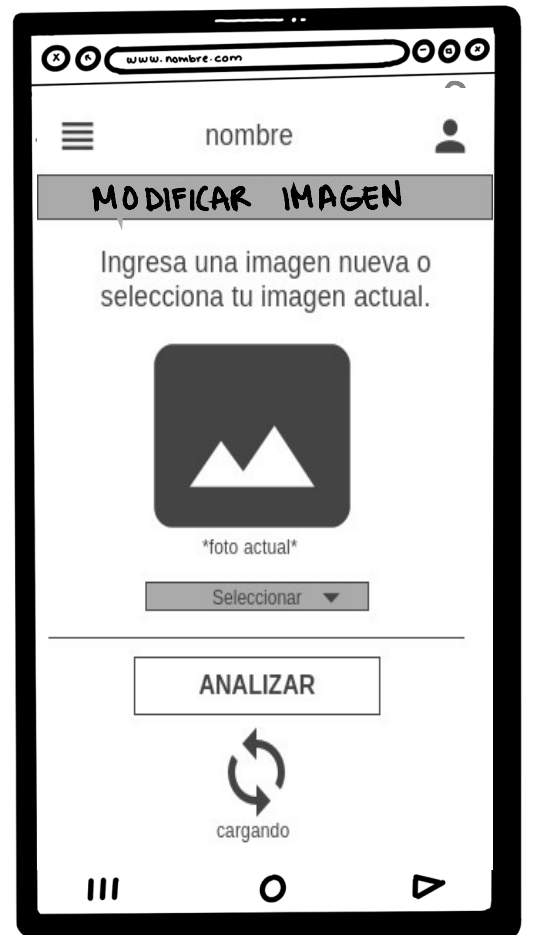 www.nombre.com
nombre
MODIFICAR IMAGEN
Ingresa una imagen nueva o
selecciona tu imagen actual.
*foto actual*
Seleccionar
ANALIZAR
cargando